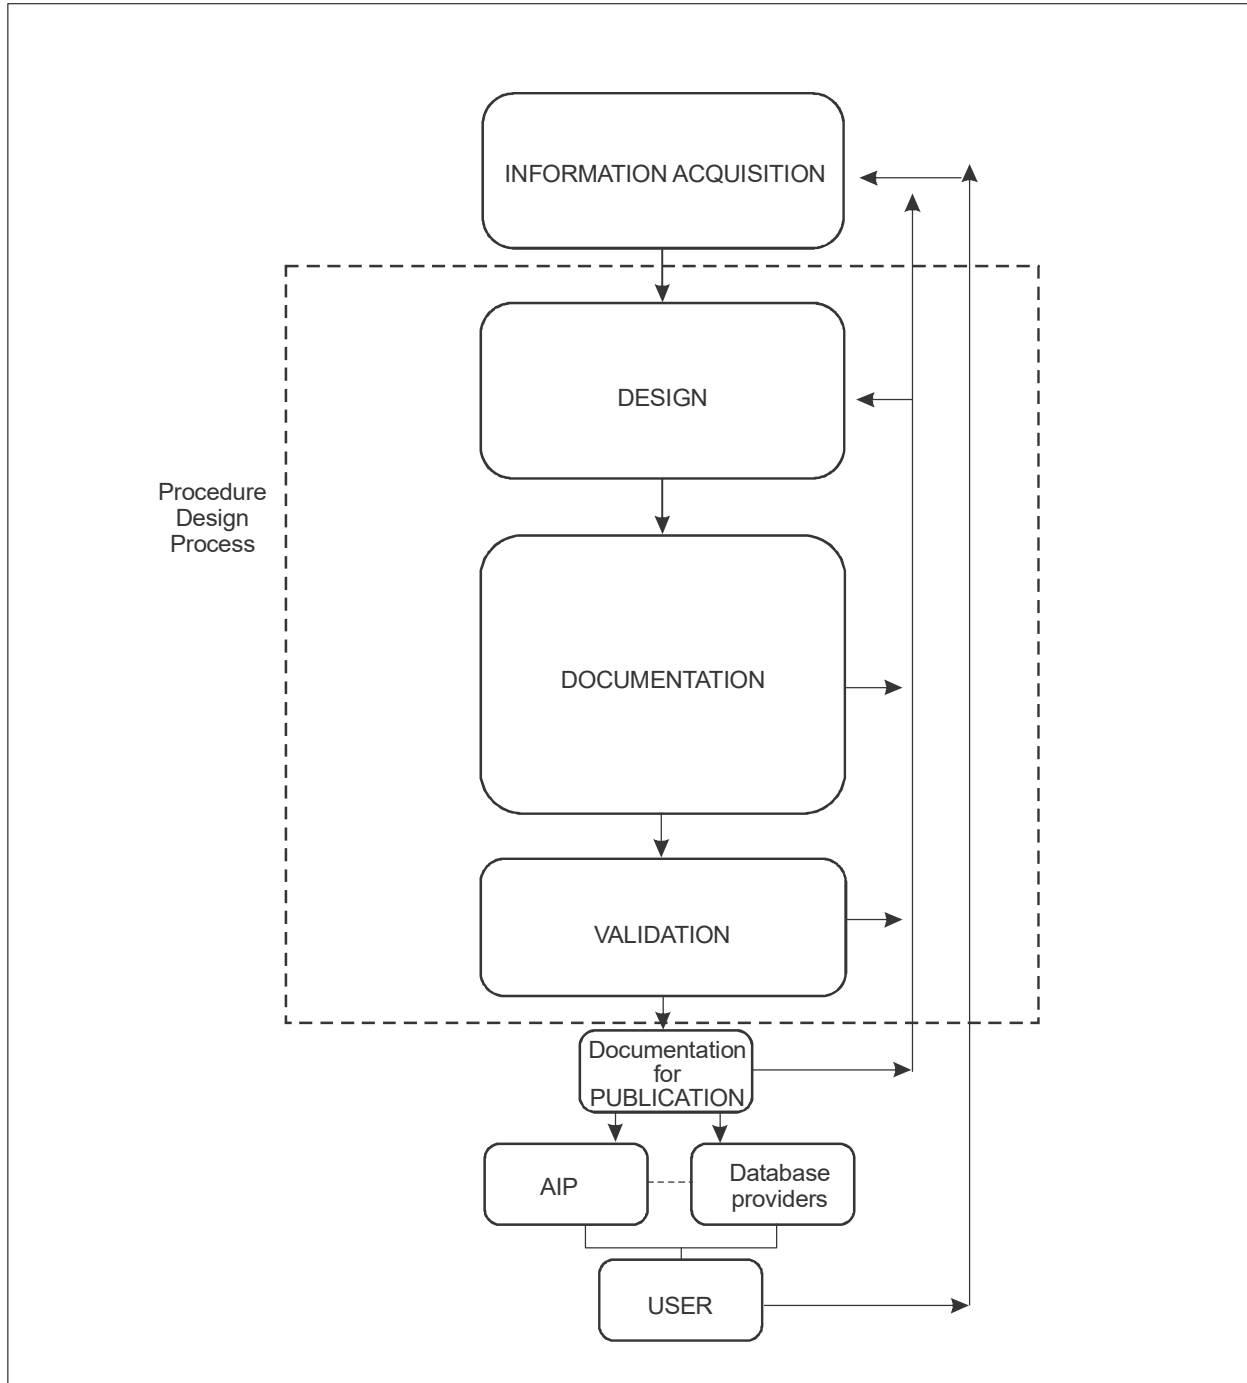 INFORMATION ACQUISITION
DESIGN
Procedure
Design
Process
DOCUMENTATION
VALIDATION
Documentation
for
PUBLICATION
AIP
Database
providers
USER